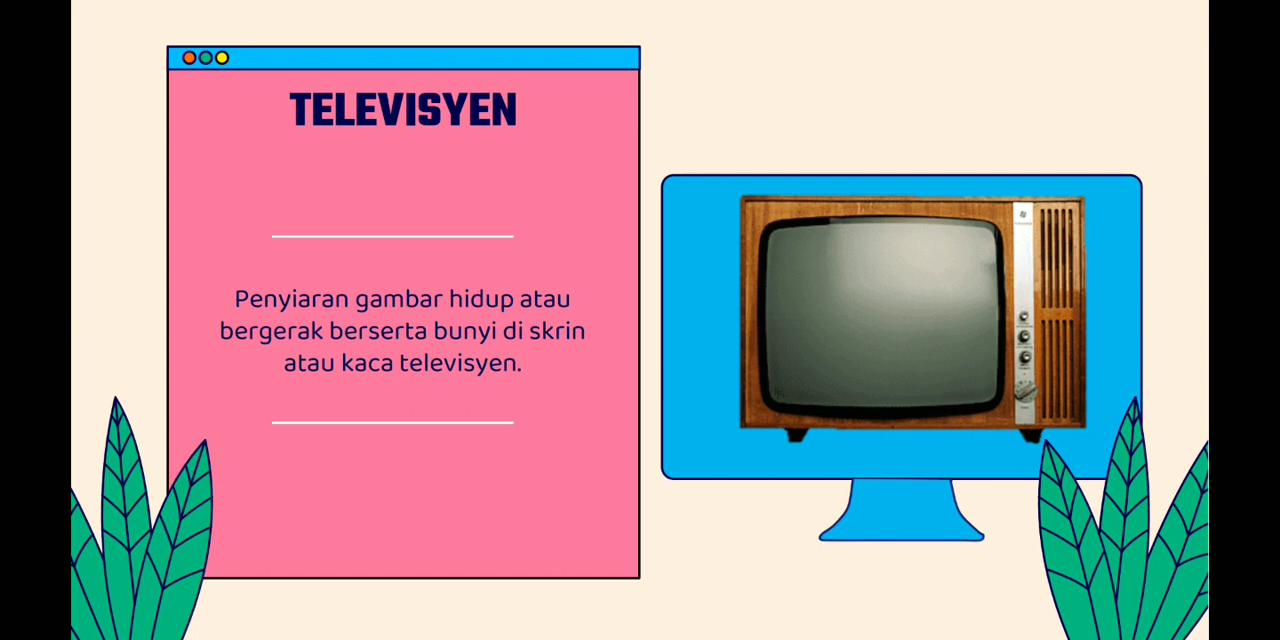 TELEVISYEN
Penyiaran gambar hidup atau
bergerak berserta bunyi di skrin
atau kaca televisyen.